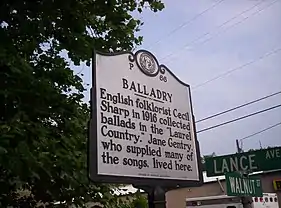 P 66
BALLADRY
English folklorist Cecil
Sharp in 1916 collected
ballads in the "Laurel
Country." Jane Gentry,
who supplied many of
the songs, lived here.
LANCE AVE
WALNUT ST